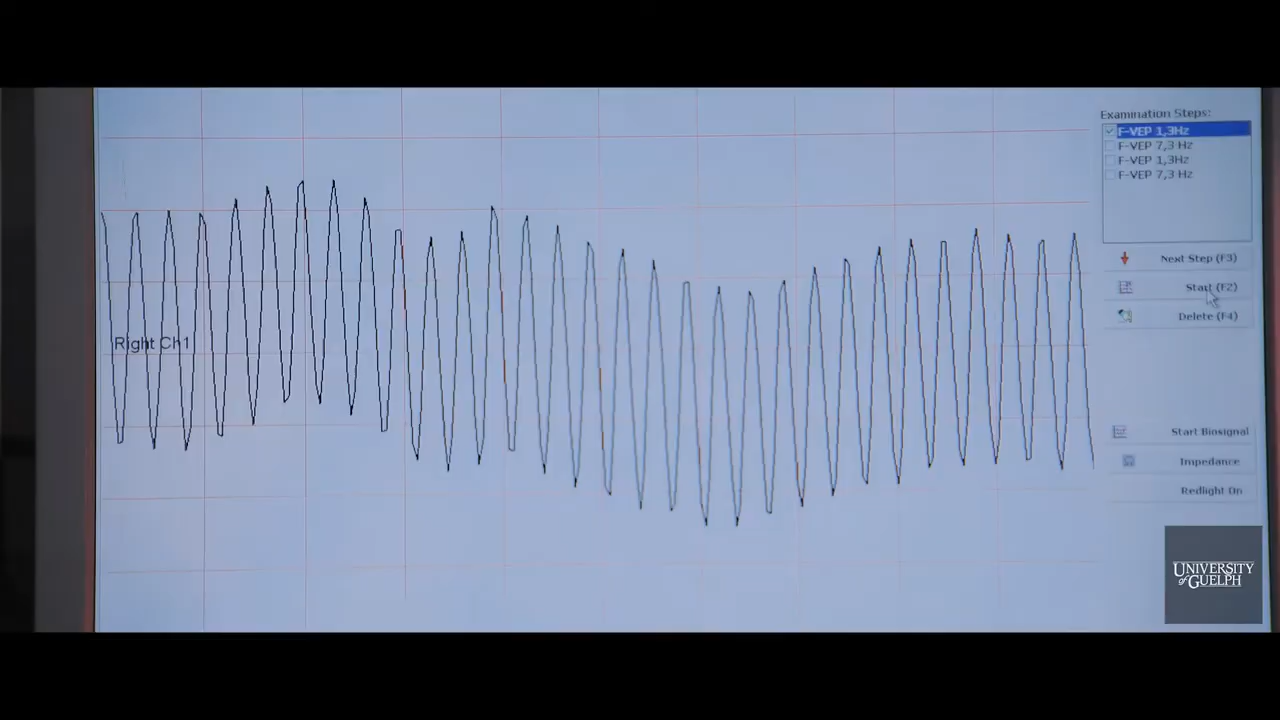 Examination Steps:
F-VEP 1,3Hz
F-VEP 7,3 Hz
F-VEP 1,3Hz
F-VEP 7,3 Hz
Next Step (F3)
Start (F2)
Delete (F4)
Right Ch1
Start Biosignal
Impedance
Redlight On
UNIVERSITY
of GUELPH